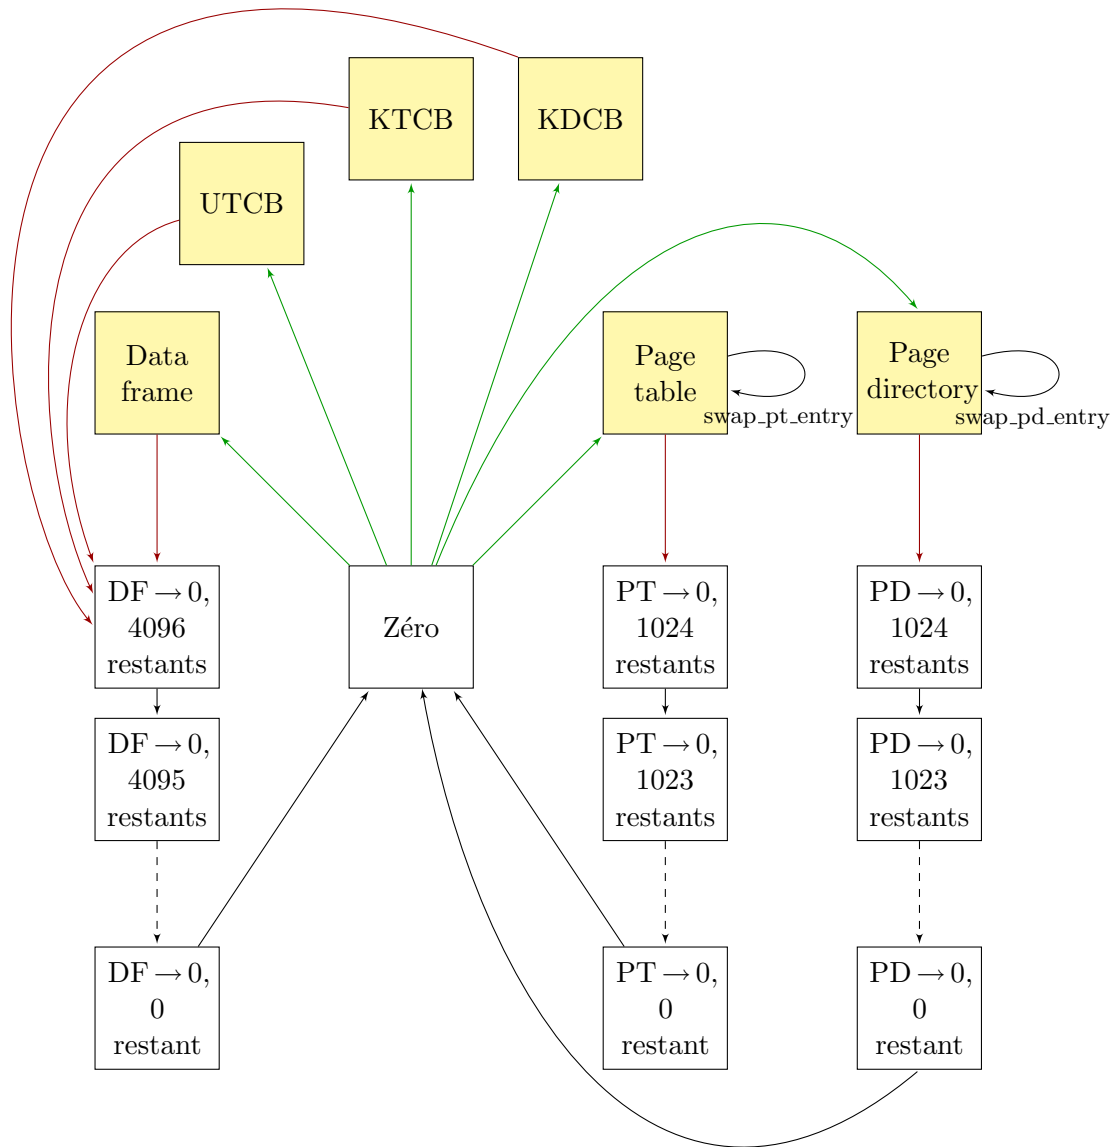 KTCB
KDCB
UTCB
Data
frame
Page
table
swap_pt_entry
Page
directory
swap_pd_entry
DF→0,
4096
restants
Zéro
PT→0,
1024
restants
PD→0,
1024
restants
DF→0,
4095
restants
PT→0,
1023
restants
PD→0,
1023
restants
DF→0,
0
restant
PT→0,
0
restant
PD→0,
0
restant